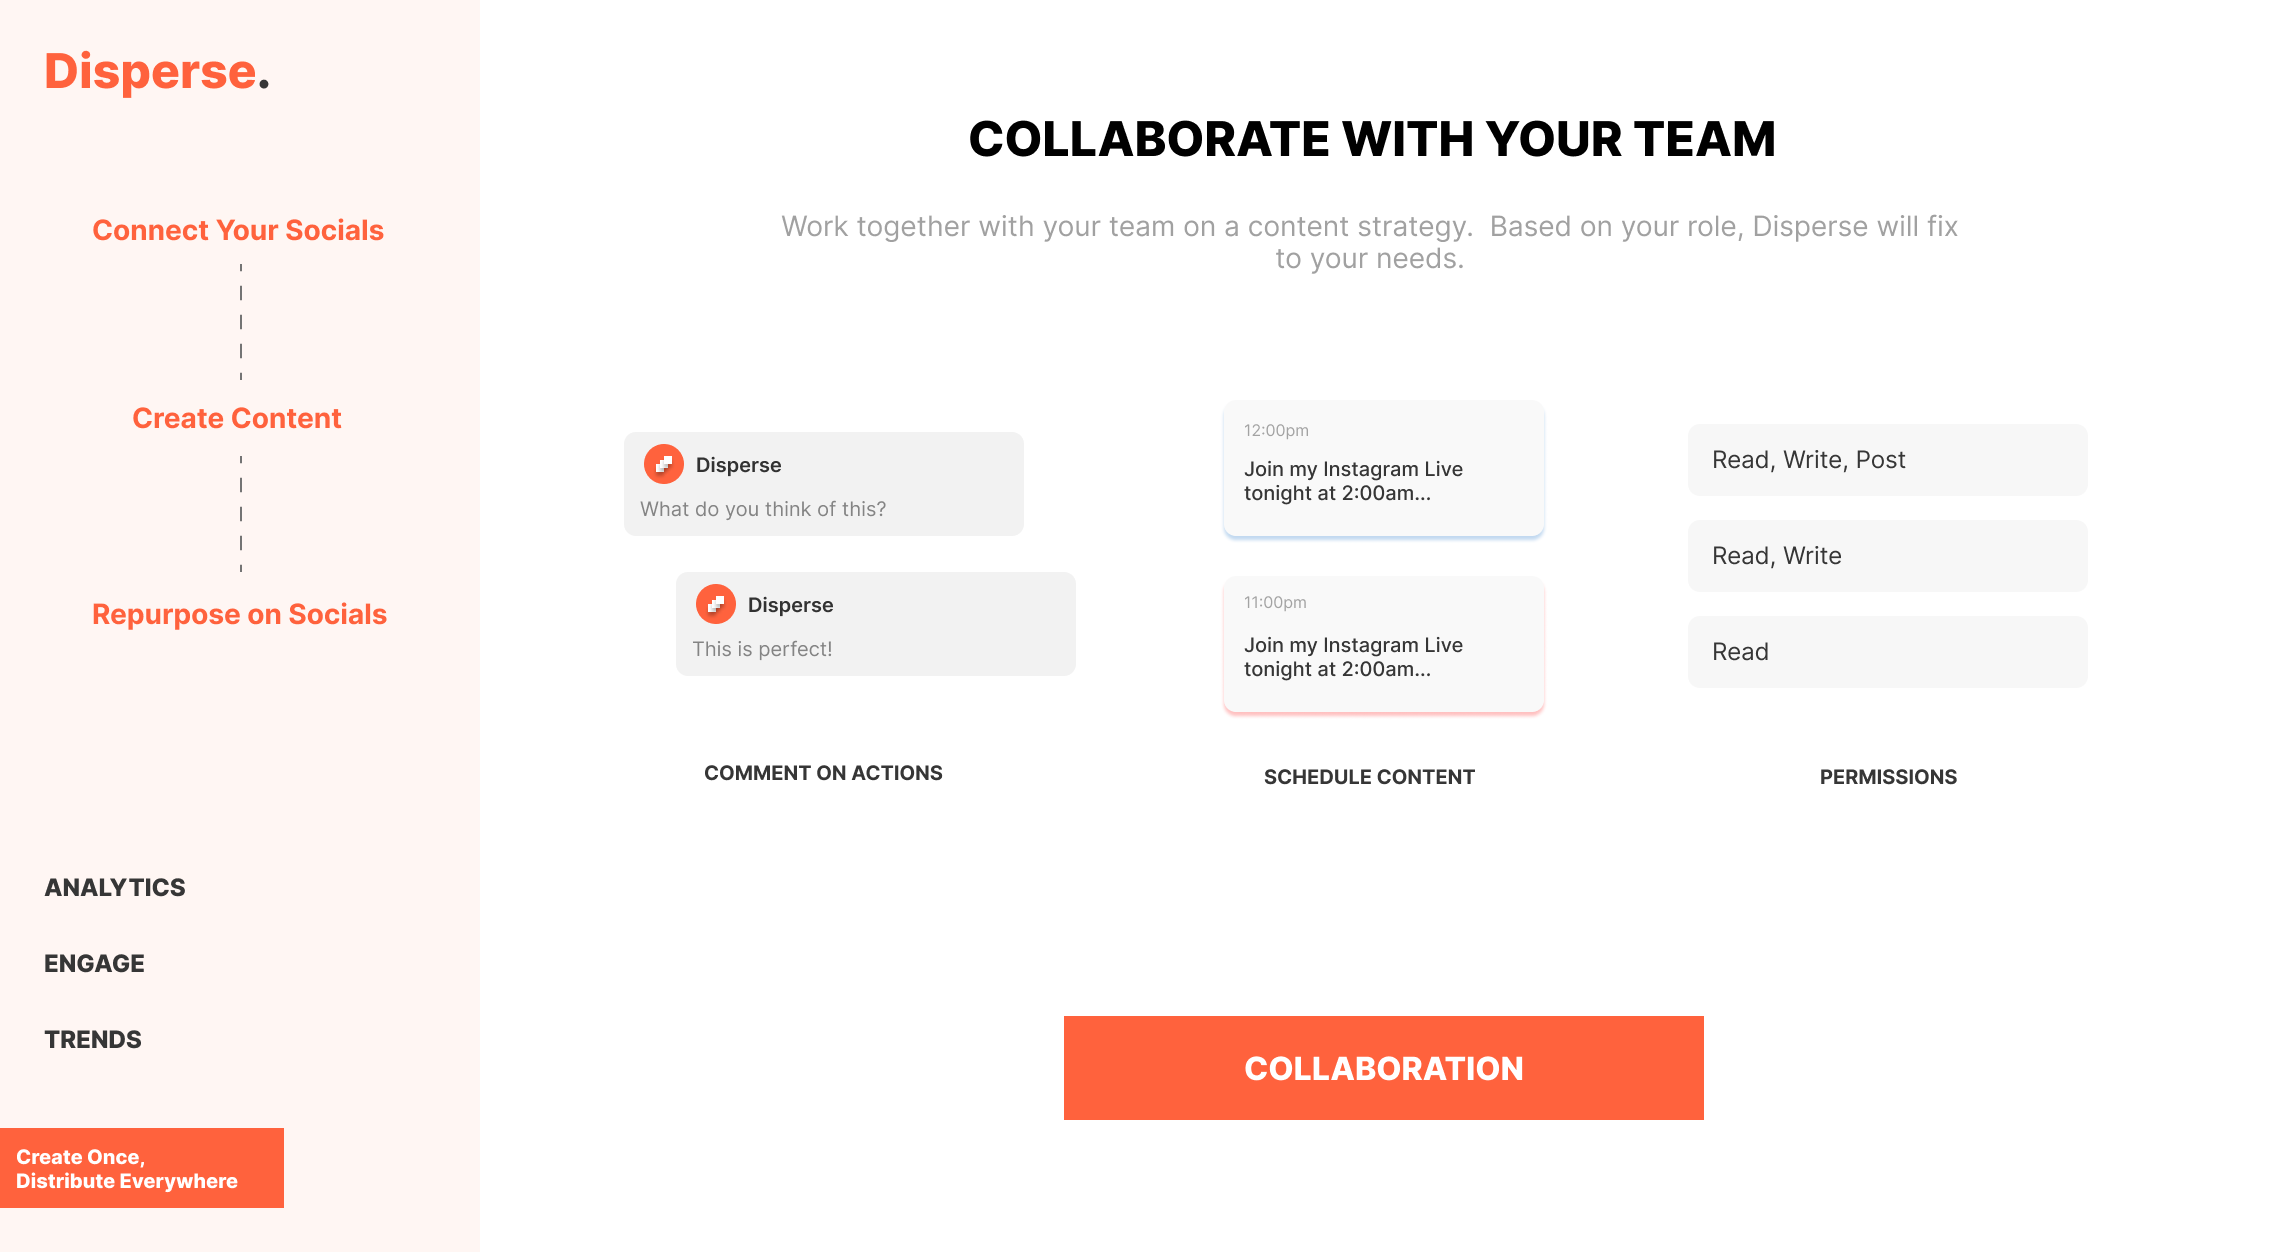 Disperse.
Connect Your Socials
Create Content
Repurpose on Socials
ANALYTICS
ENGAGE
TRENDS
Create Once,
Distribute Everywhere
COLLABORATE WITH YOUR TEAM
Work together with your team on a content strategy.  Based on your role, Disperse will fix
to your needs.
Disperse
What do you think of this?
Disperse
This is perfect!
COMMENT ON ACTIONS
12:00pm
Join my Instagram Live
tonight at 2:00am...
11:00pm
Join my Instagram Live
tonight at 2:00am...
SCHEDULE CONTENT
Read, Write, Post
Read, Write
Read
PERMISSIONS
COLLABORATION